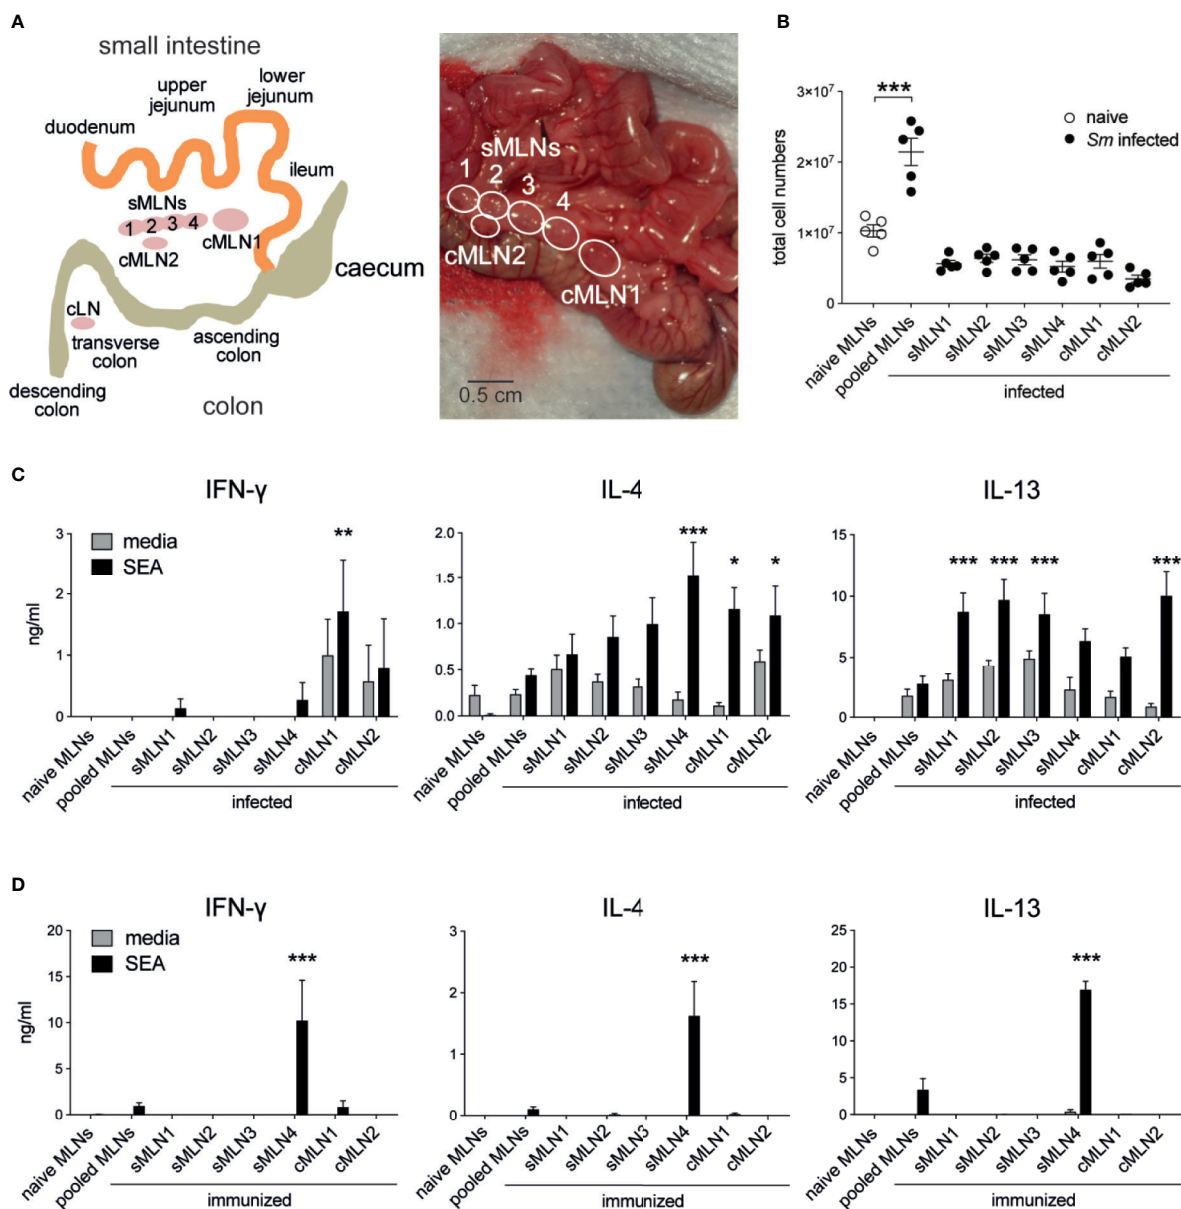 A
small intestine
upper
jejunum
lower
jejunum
duodenum
ileum
sMLNs
1 2 3 4
cMLN1
cMLN2
caecum
cLN
transverse
colon
ascending
colon
descending
colon
colon
sMLNs
1 2 3 4
cMLN2
cMLN1
0.5 cm
B
***
naive
Sm infected
total cell numbers
3×10⁷
2×10⁷
1×10⁷
0
naive MLNs
pooled MLNs
sMLN1
sMLN2
sMLN3
sMLN4
cMLN1
cMLN2
infected
C
IFN-γ
media
SEA
**
ng/ml
3
2
1
0
naive MLNs
pooled MLNs
sMLN1
sMLN2
sMLN3
sMLN4
cMLN1
cMLN2
infected
IL-4
*** * *
2.0
1.5
1.0
0.5
0.0
naive MLNs
pooled MLNs
sMLN1
sMLN2
sMLN3
sMLN4
cMLN1
cMLN2
infected
IL-13
*** *** *** ***
15
10
5
0
naive MLNs
pooled MLNs
sMLN1
sMLN2
sMLN3
sMLN4
cMLN1
cMLN2
infected
D
IFN-γ
media
SEA
***
ng/ml
20
15
10
5
0
naive MLNs
pooled MLNs
sMLN1
sMLN2
sMLN3
sMLN4
cMLN1
cMLN2
immunized
IL-4
***
3
2
1
0
naive MLNs
pooled MLNs
sMLN1
sMLN2
sMLN3
sMLN4
cMLN1
cMLN2
immunized
IL-13
***
25
20
15
10
5
0
naive MLNs
pooled MLNs
sMLN1
sMLN2
sMLN3
sMLN4
cMLN1
cMLN2
immunized